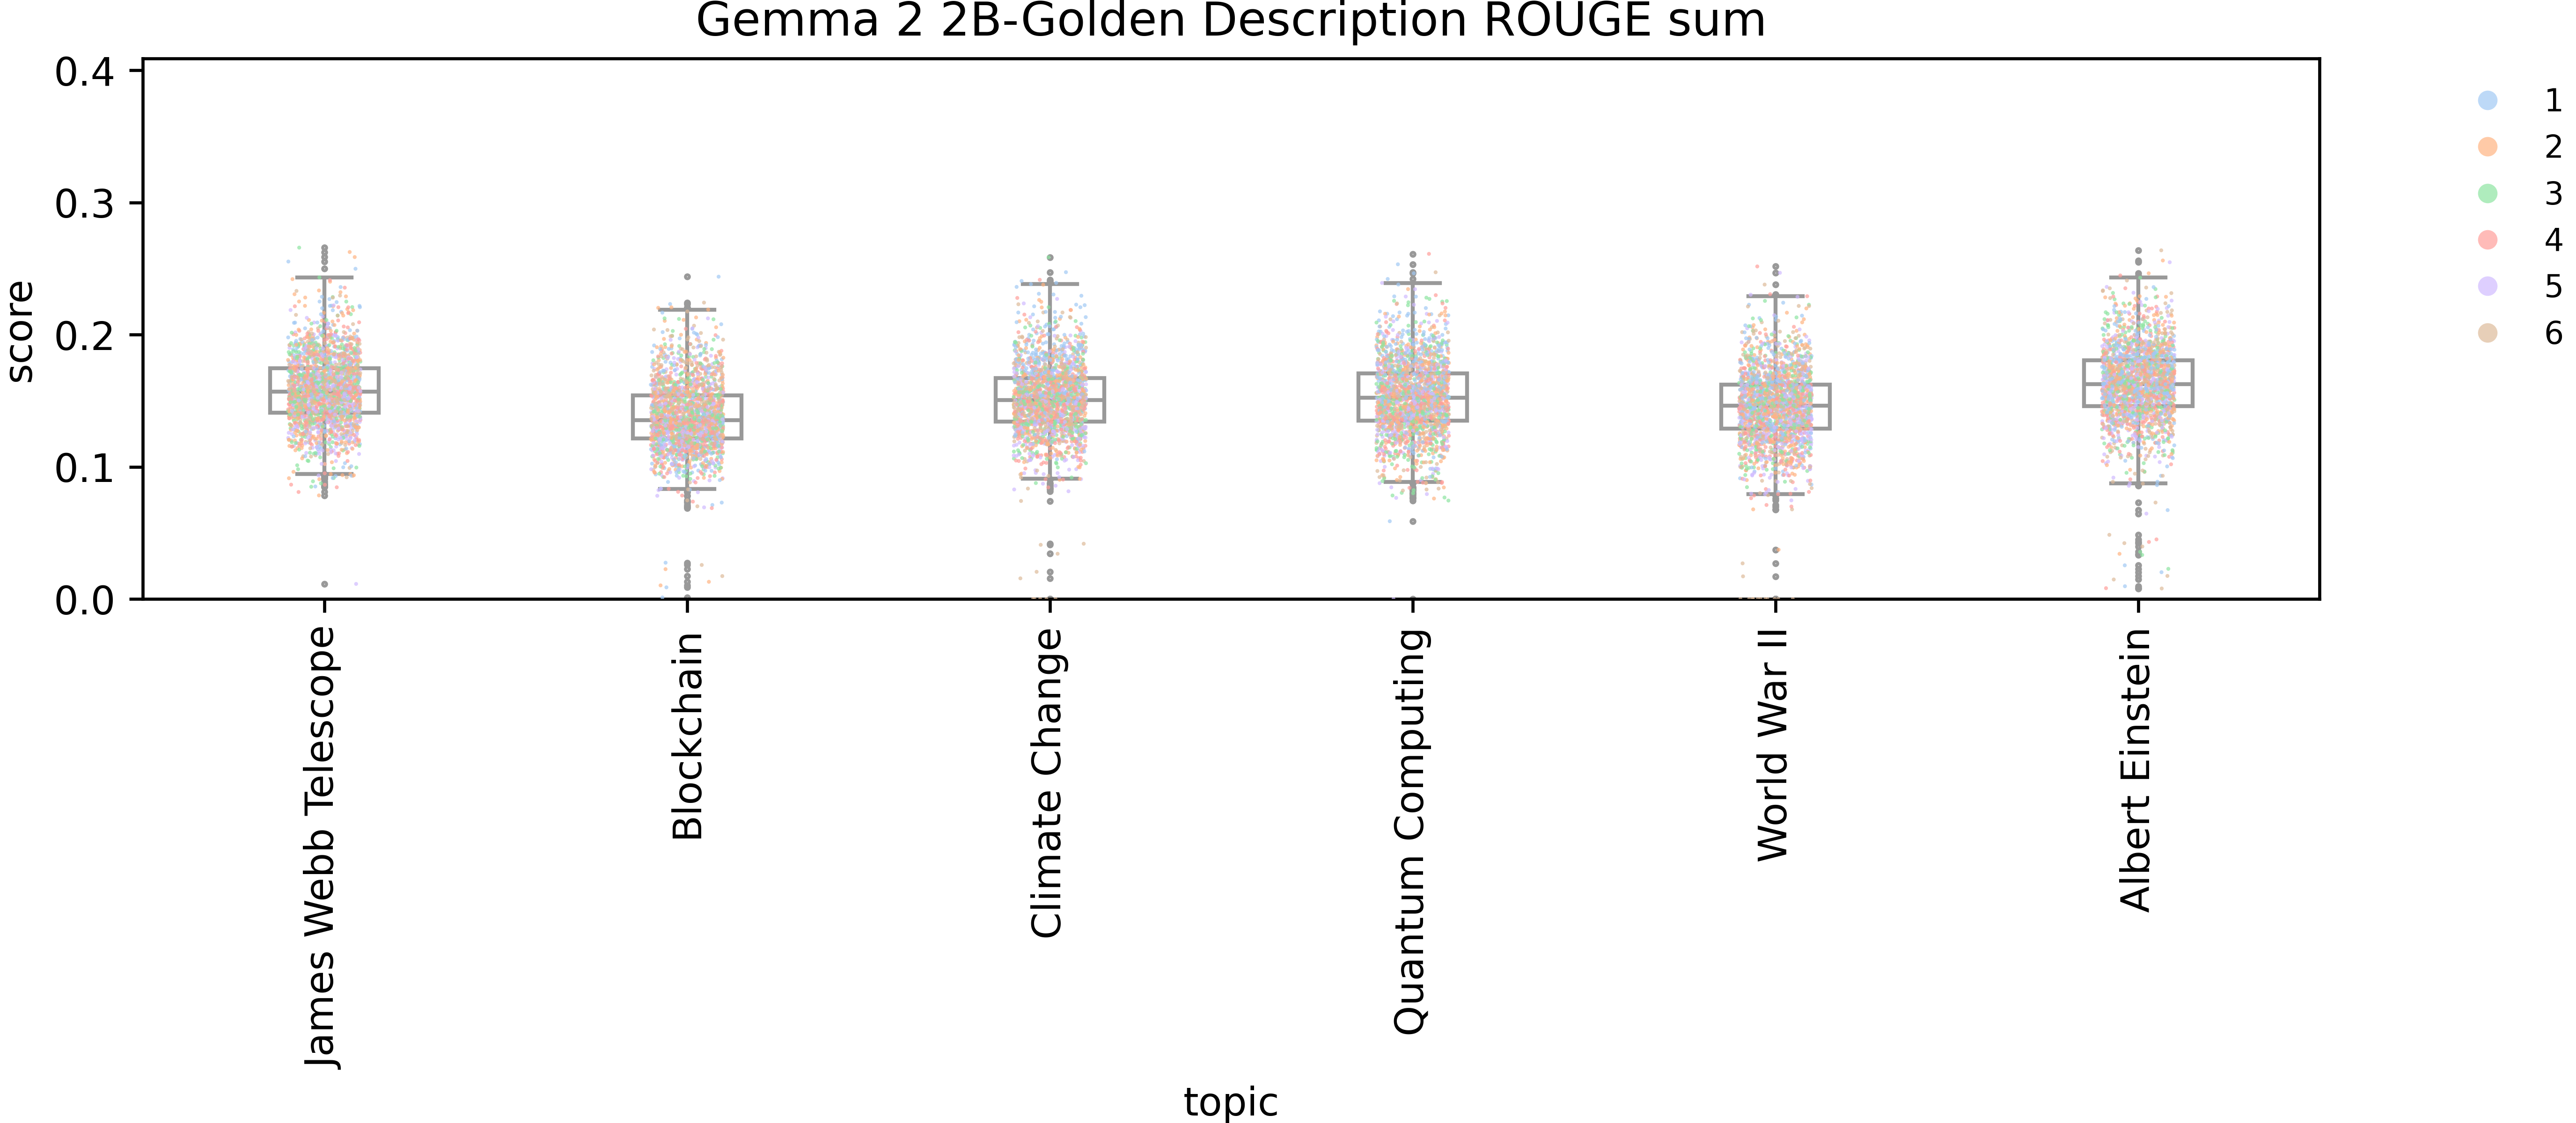 Gemma 2 2B-Golden Description ROUGE sum
0.4
0.3
0.2
0.1
0.0
score
1
2
3
4
5
6
James Webb Telescope
Blockchain
Climate Change
Quantum Computing
World War II
Albert Einstein
topic